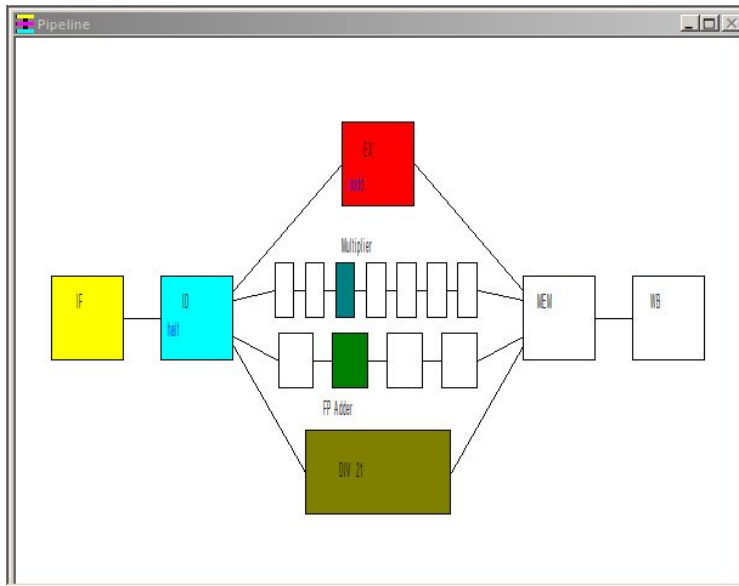 Pipeline
EX
dadd
Multiplier
IF
ID
halt
MEM
WB
FP Adder
DIV 21